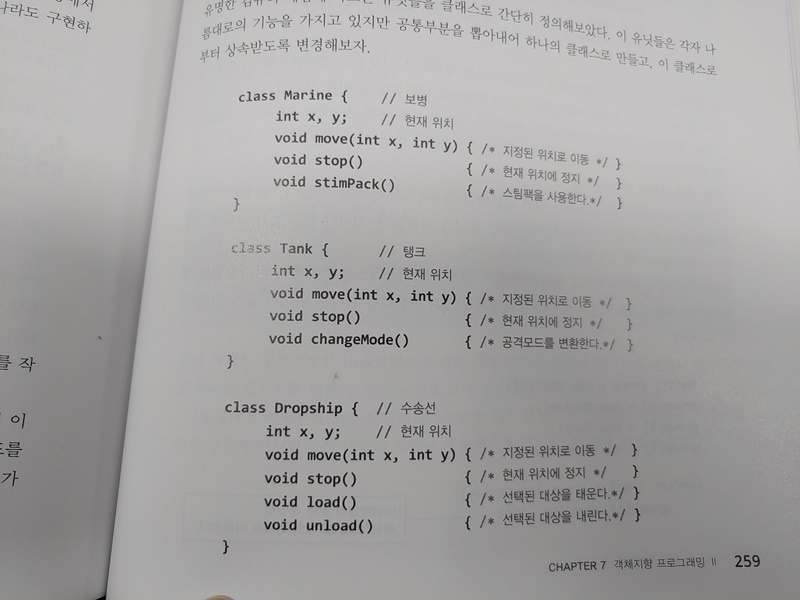 나라도 구현하
유명한 컴퓨터 게임에 나오는 유닛들을 클래스로 간단히 정의해보았다. 이 유닛들은 각자 나
름대로의 기능을 가지고 있지만 공통부분을 뽑아내어 하나의 클래스로 만들고, 이 클래스로
부터 상속받도록 변경해보자.
class Marine { // 보병
int x, y; // 현재 위치
void move(int x, int y) { /* 지정된 위치로 이동 */ }
void stop() { /* 현재 위치에 정지 */ }
void stimPack() { /* 스팀팩을 사용한다.*/ }
}
class Tank { // 탱크
int x, y; // 현재 위치
void move(int x, int y) { /* 지정된 위치로 이동 */ }
void stop() { /* 현재 위치에 정지 */ }
void changeMode() { /* 공격모드를 변환한다.*/ }
}
class Dropship { // 수송선
int x, y; // 현재 위치
void move(int x, int y) { /* 지정된 위치로 이동 */ }
void stop() { /* 현재 위치에 정지 */ }
void load() { /* 선택된 대상을 태운다.*/ }
void unload() { /* 선택된 대상을 내린다.*/ }
}
를 작
이
드를
가
CHAPTER 7 객체지향 프로그래밍 II 259